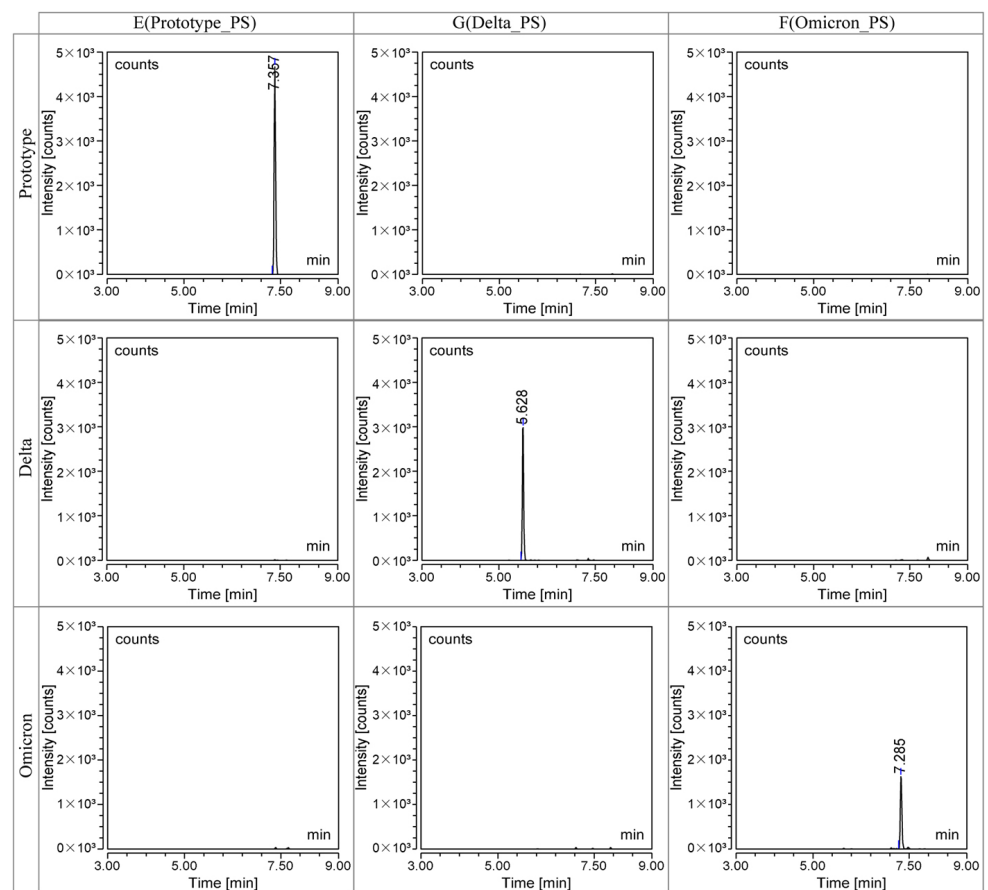 E(Prototype_PS) G(Delta_PS) F(Omicron_PS)
Prototype
Intensity [counts]
5×10³
4×10³
3×10³
2×10³
1×10³
0×10³
counts
7.357
min
3.00 5.00 7.50 9.00
Time [min]
Intensity [counts]
5×10³
4×10³
3×10³
2×10³
1×10³
0×10³
counts
min
3.00 5.00 7.50 9.00
Time [min]
Intensity [counts]
5×10³
4×10³
3×10³
2×10³
1×10³
0×10³
counts
min
3.00 5.00 7.50 9.00
Time [min]
Delta
Intensity [counts]
5×10³
4×10³
3×10³
2×10³
1×10³
0×10³
counts
min
3.00 5.00 7.50 9.00
Time [min]
Intensity [counts]
5×10³
4×10³
3×10³
2×10³
1×10³
0×10³
counts
5.628
min
3.00 5.00 7.50 9.00
Time [min]
Intensity [counts]
5×10³
4×10³
3×10³
2×10³
1×10³
0×10³
counts
min
3.00 5.00 7.50 9.00
Time [min]
Omicron
Intensity [counts]
5×10³
4×10³
3×10³
2×10³
1×10³
0×10³
counts
min
3.00 5.00 7.50 9.00
Time [min]
Intensity [counts]
5×10³
4×10³
3×10³
2×10³
1×10³
0×10³
counts
min
3.00 5.00 7.50 9.00
Time [min]
Intensity [counts]
5×10³
4×10³
3×10³
2×10³
1×10³
0×10³
counts
7.285
min
3.00 5.00 7.50 9.00
Time [min]